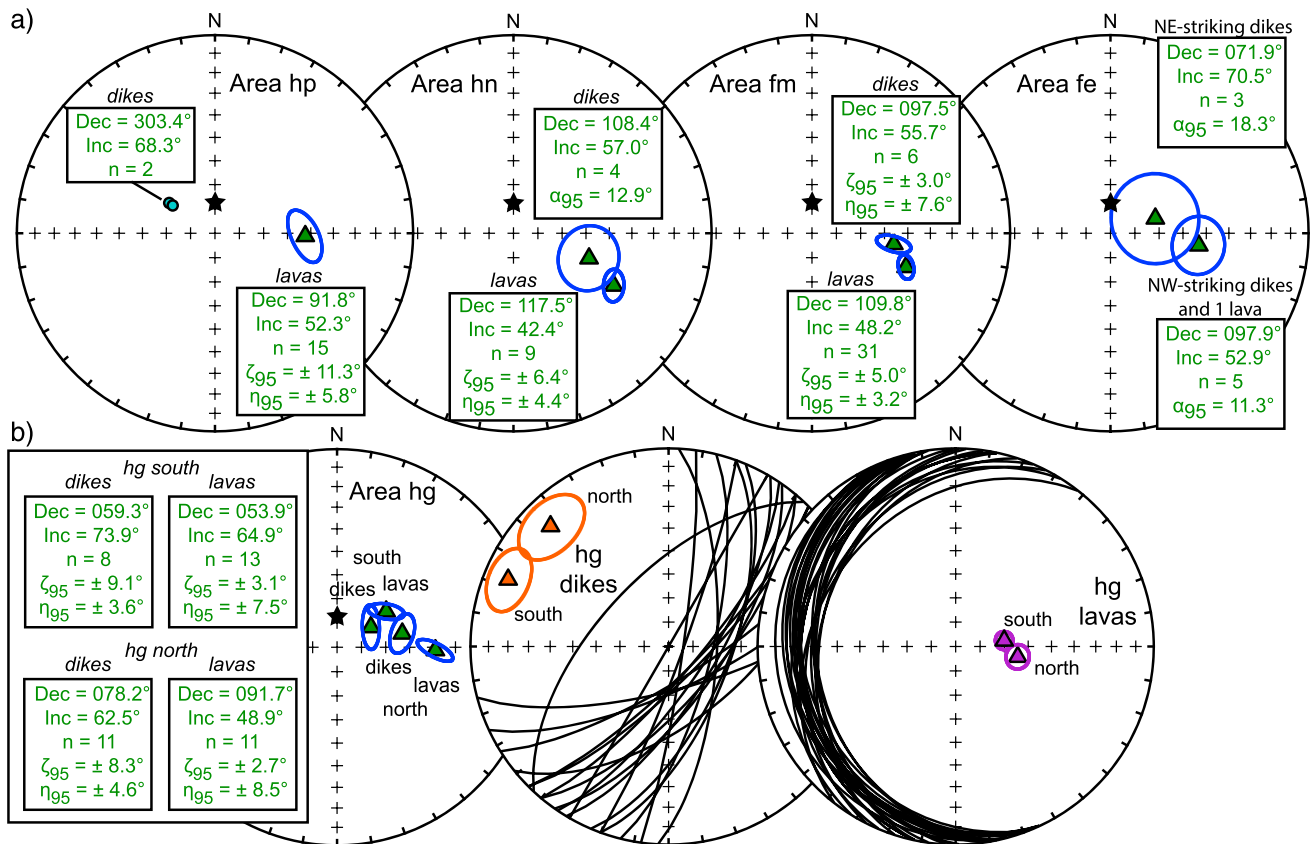 a)
N
Area hp
dikes
Dec = 303.4°
Inc = 68.3°
n = 2
lavas
Dec = 91.8°
Inc = 52.3°
n = 15
ζ95 = ± 11.3°
η95 = ± 5.8°
N
Area hn
dikes
Dec = 108.4°
Inc = 57.0°
n = 4
α95 = 12.9°
lavas
Dec = 117.5°
Inc = 42.4°
n = 9
ζ95 = ± 6.4°
η95 = ± 4.4°
N
Area fm
dikes
Dec = 097.5°
Inc = 55.7°
n = 6
ζ95 = ± 3.0°
η95 = ± 7.6°
lavas
Dec = 109.8°
Inc = 48.2°
n = 31
ζ95 = ± 5.0°
η95 = ± 3.2°
N
Area fe
NE-striking dikes
Dec = 071.9°
Inc = 70.5°
n = 3
α95 = 18.3°
NW-striking dikes
and 1 lava
Dec = 097.9°
Inc = 52.9°
n = 5
α95 = 11.3°
b)
hg south
dikes
Dec = 059.3°
Inc = 73.9°
n = 8
ζ95 = ± 9.1°
η95 = ± 3.6°
lavas
Dec = 053.9°
Inc = 64.9°
n = 13
ζ95 = ± 3.1°
η95 = ± 7.5°
hg north
dikes
Dec = 078.2°
Inc = 62.5°
n = 11
ζ95 = ± 8.3°
η95 = ± 4.6°
lavas
Dec = 091.7°
Inc = 48.9°
n = 11
ζ95 = ± 2.7°
η95 = ± 8.5°
N
Area hg
south
dikes lavas
dikes
lavas
north
N
north
hg
dikes
south
N
hg
lavas
south
north